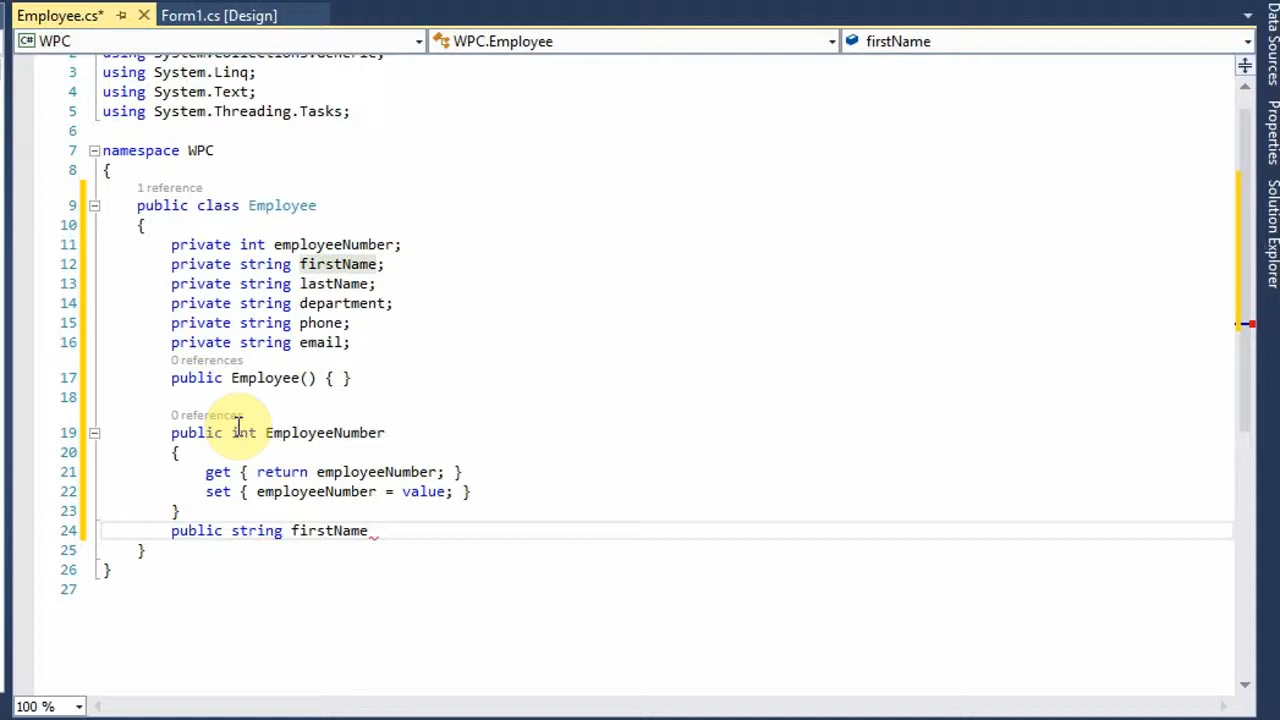 Employee.cs*
Form1.cs [Design]
WPC
WPC.Employee
firstName
3 using System.Linq;
4 using System.Text;
5 using System.Threading.Tasks;
6
7 namespace WPC
8 {
1 reference
9 public class Employee
10 {
11 private int employeeNumber;
12 private string firstName;
13 private string lastName;
14 private string department;
15 private string phone;
16 private string email;
0 references
17 public Employee() { }
18
0 references
19 public int EmployeeNumber
20 {
21 get { return employeeNumber; }
22 set { employeeNumber = value; }
23 }
24 public string firstName
25 }
26 }
27
100 %
Data Sources
Properties
Solution Explorer